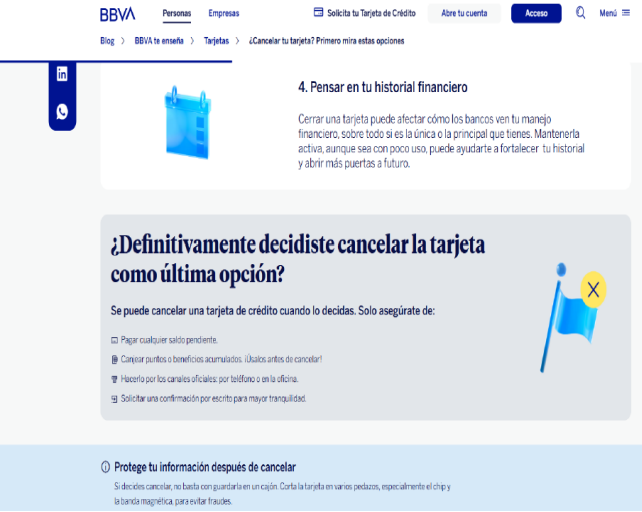 BBVA Personas Empresas Solicita tu Tarjeta de Crédito Abre tu cuenta Acceso Menú
Blog > BBVA te enseña > Tarjetas > ¿Cancelar tu tarjeta? Primero mira estas opciones
4. Pensar en tu historial financiero
Cerrar una tarjeta puede afectar cómo los bancos ven tu manejo
financiero, sobre todo si es la única o la principal que tienes. Mantenerla
activa, aunque sea con poco uso, puede ayudarte a fortalecer tu historial
y abrir más puertas a futuro.
¿Definitivamente decidiste cancelar la tarjeta
como última opción?
Se puede cancelar una tarjeta de crédito cuando lo decidas. Solo asegúrate de:
Pagar cualquier saldo pendiente.
Canjear puntos o beneficios acumulados. ¡Úsalos antes de cancelar!
Hacerlo por los canales oficiales: por teléfono o en la oficina.
Solicitar una confirmación por escrito para mayor tranquilidad.
Protege tu información después de cancelar
Si decides cancelar, no basta con guardarla en un cajón. Corta la tarjeta en varios pedazos, especialmente el chip y
la banda magnética, para evitar fraudes.